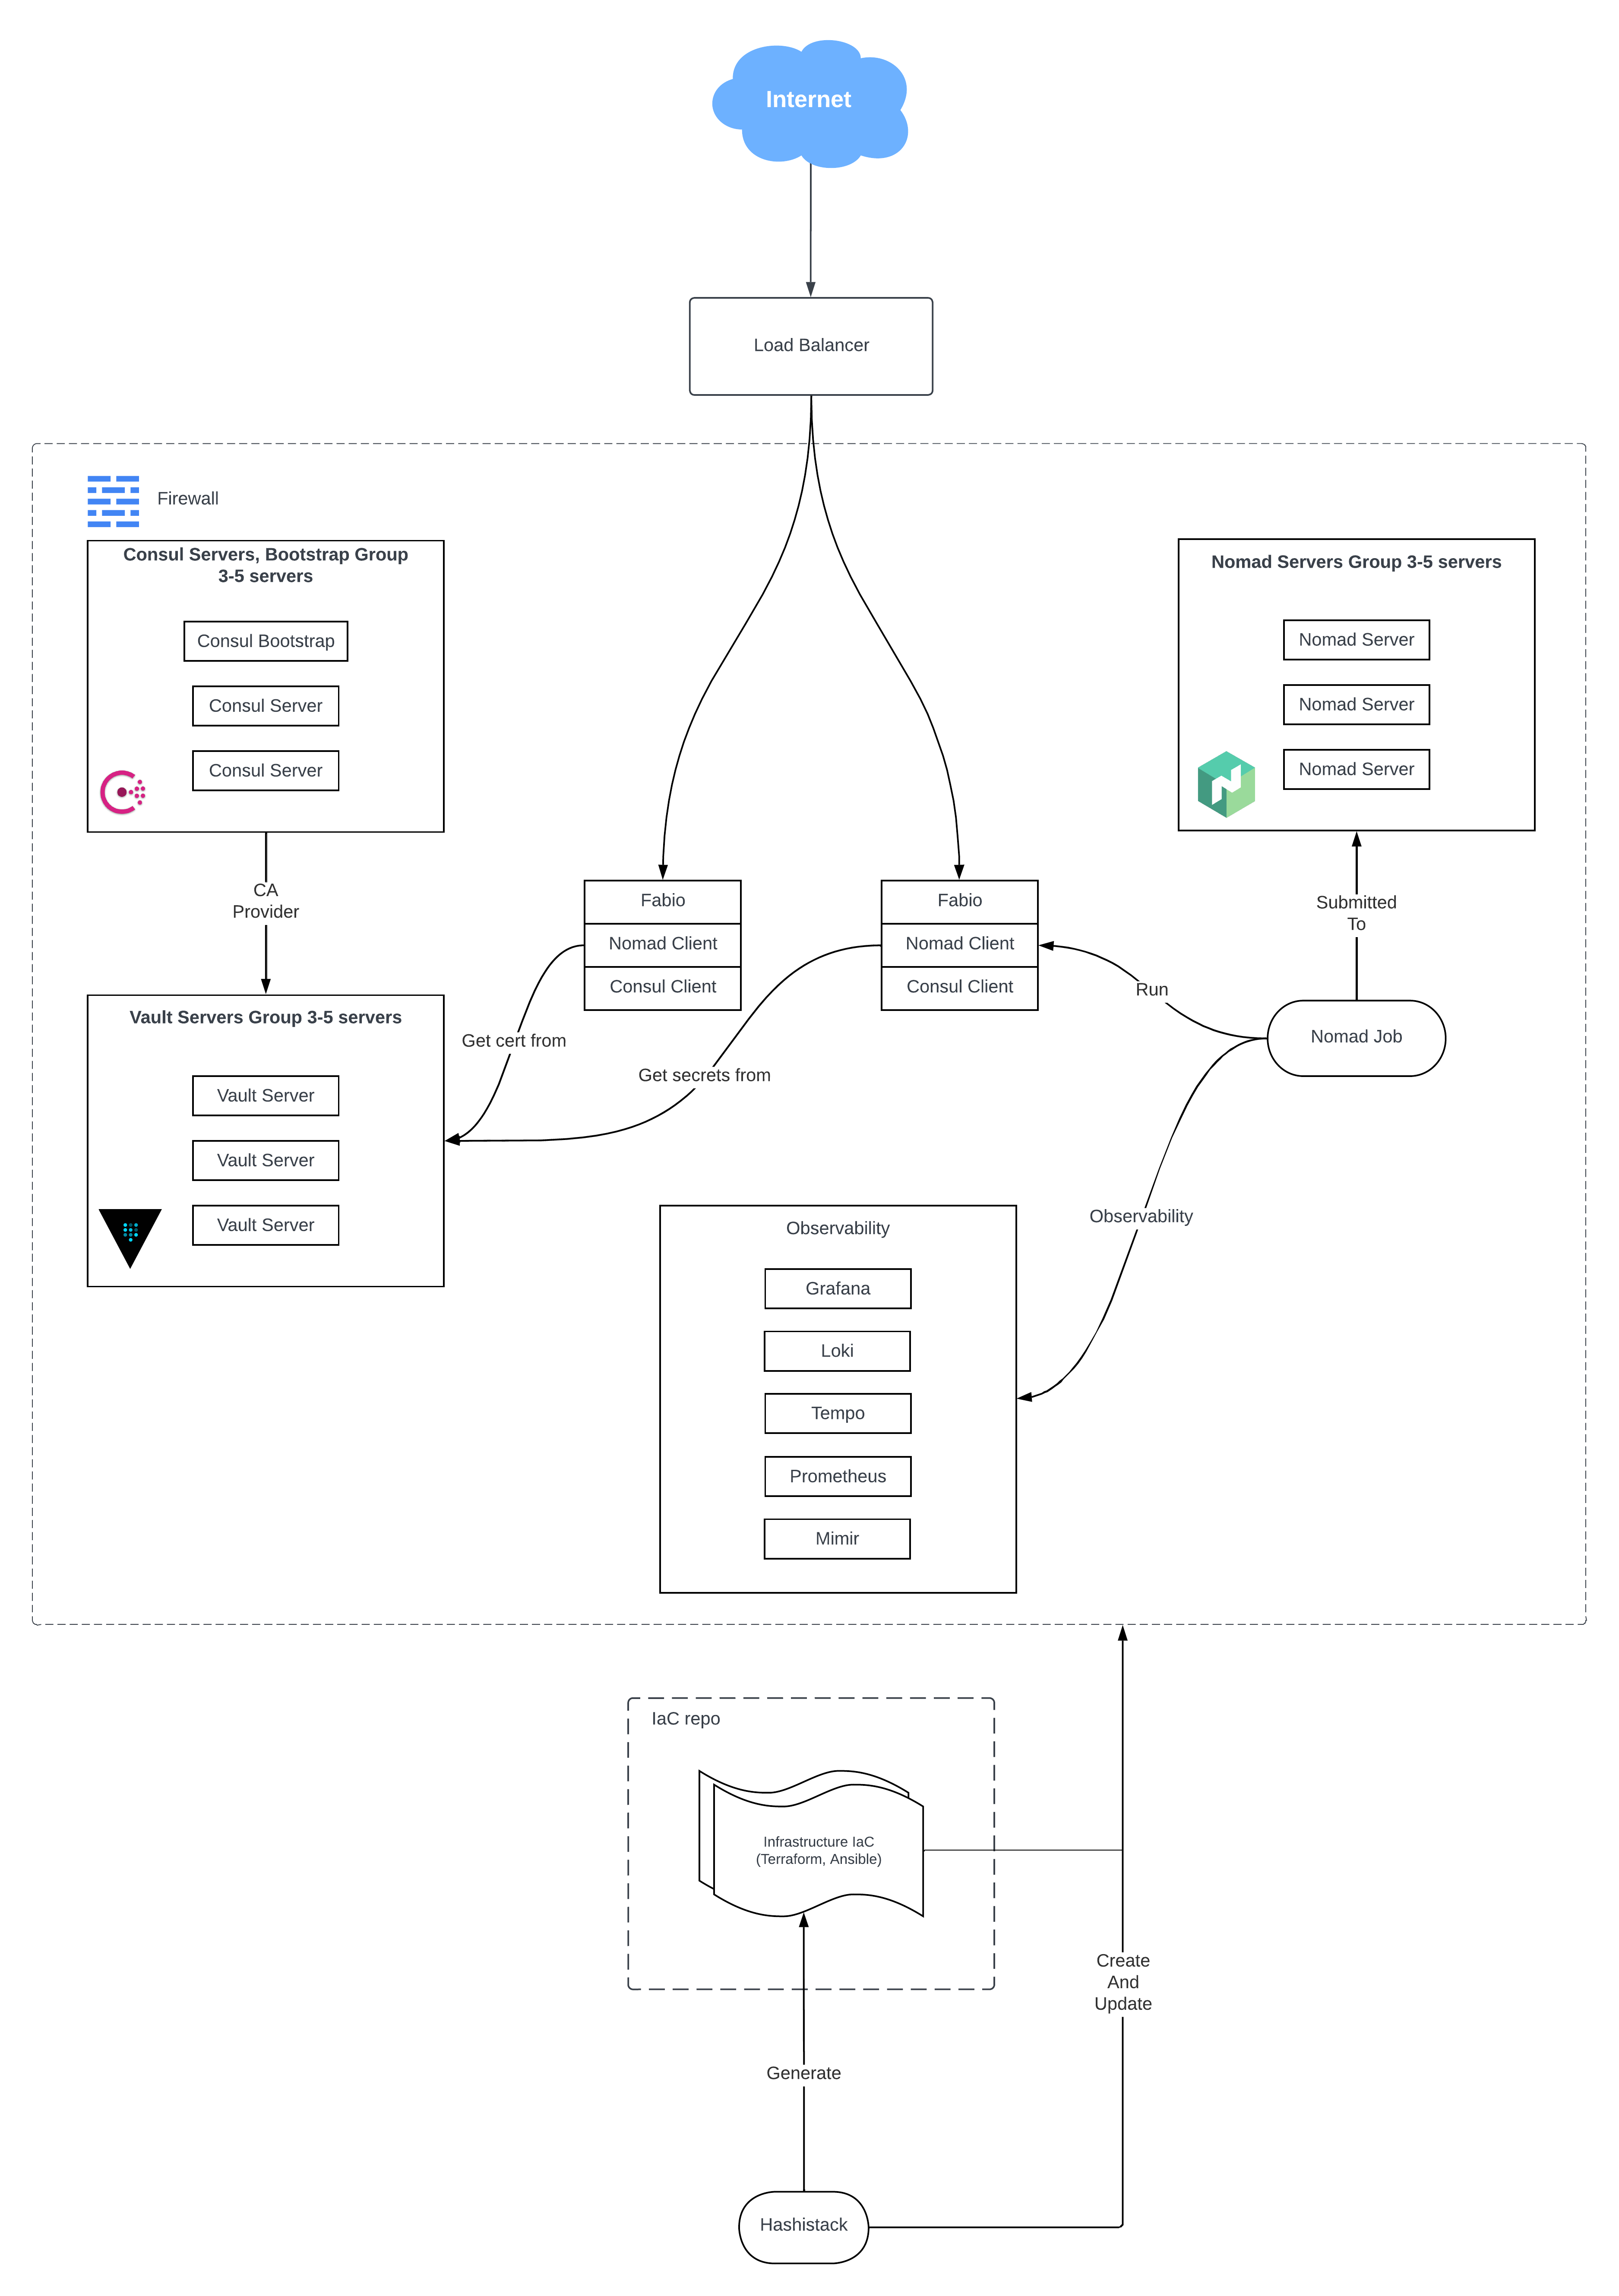 Internet
Load Balancer
Firewall
Consul Servers, Bootstrap Group
3-5 servers
Consul Bootstrap
Consul Server
Consul Server
Nomad Servers Group 3-5 servers
Nomad Server
Nomad Server
Nomad Server
CA
Provider
Fabio
Nomad Client
Consul Client
Fabio
Nomad Client
Consul Client
Submitted
To
Run
Nomad Job
Vault Servers Group 3-5 servers
Vault Server
Vault Server
Vault Server
Get cert from
Get secrets from
Observability
Observability
Grafana
Loki
Tempo
Prometheus
Mimir
IaC repo
Infrastructure IaC
(Terraform, Ansible)
Create
And
Update
Generate
Hashistack